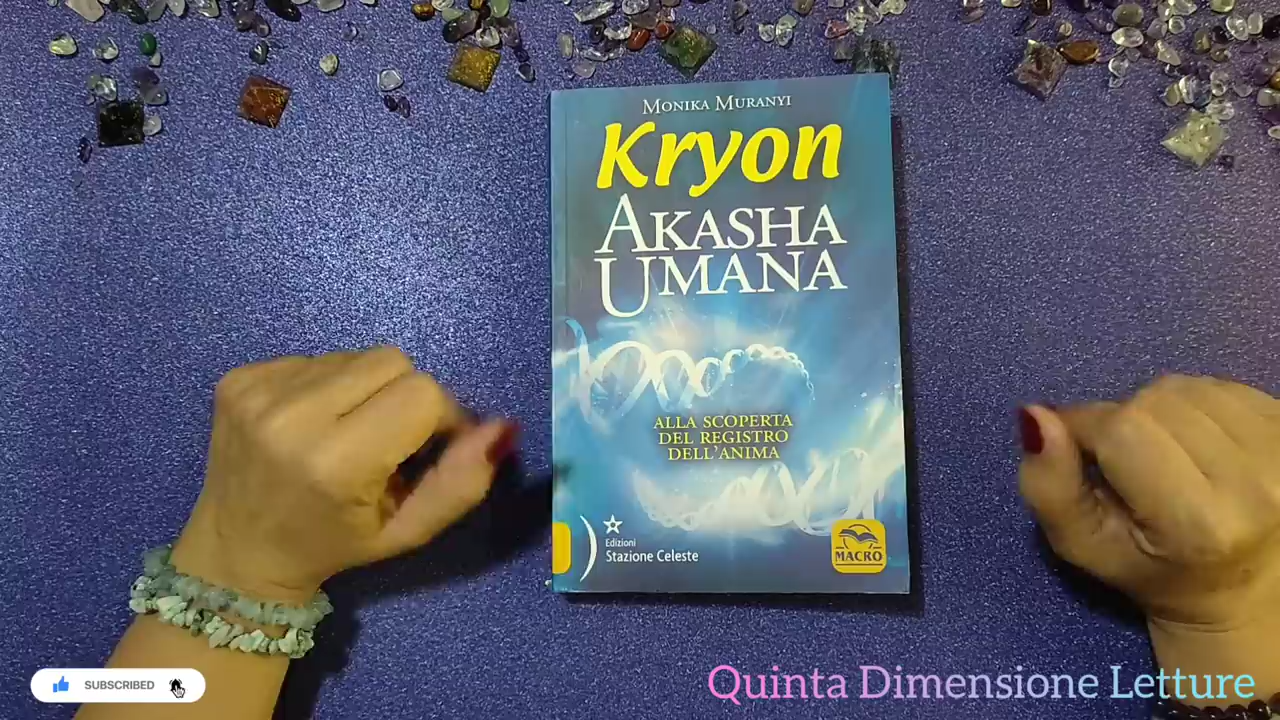 MONIKA MURANYI
Kryon
AKASHA
UMANA
ALLA SCOPERTA
DEL REGISTRO
DELL'ANIMA
Edizioni
Stazione Celeste
MACRO
SUBSCRIBED
Quinta Dimensione Letture